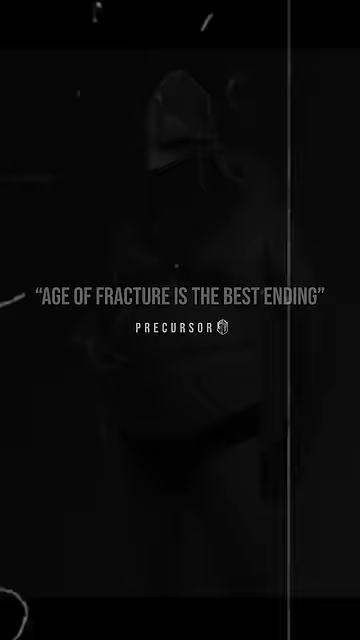 “AGE OF FRACTURE IS THE BEST ENDING”
PRECURSOR